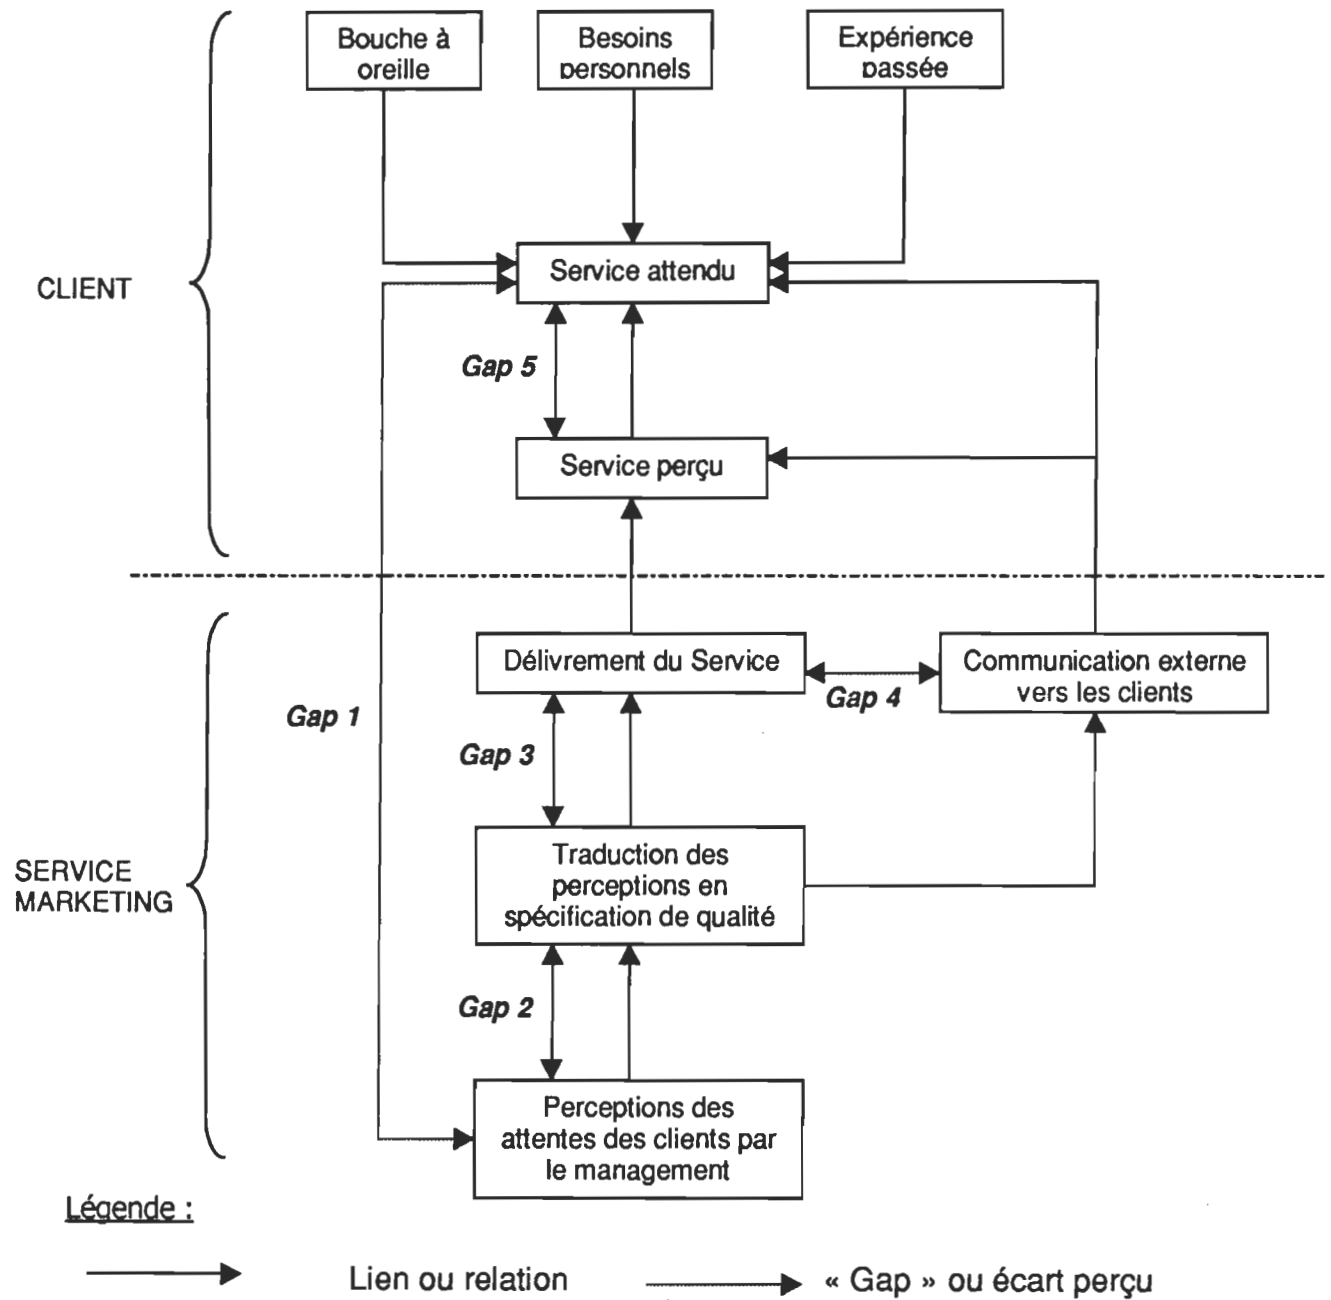 Bouche à
oreille
Besoins
personnels
Expérience
passée
CLIENT
Service attendu
Gap 5
Service perçu
Délivrement du Service
Communication externe
vers les clients
Gap 4
Gap 1
Gap 3
Traduction des
perceptions en
spécification de qualité
SERVICE
MARKETING
Gap 2
Perceptions des
attentes des clients par
le management
Légende :
Lien ou relation
« Gap » ou écart perçu